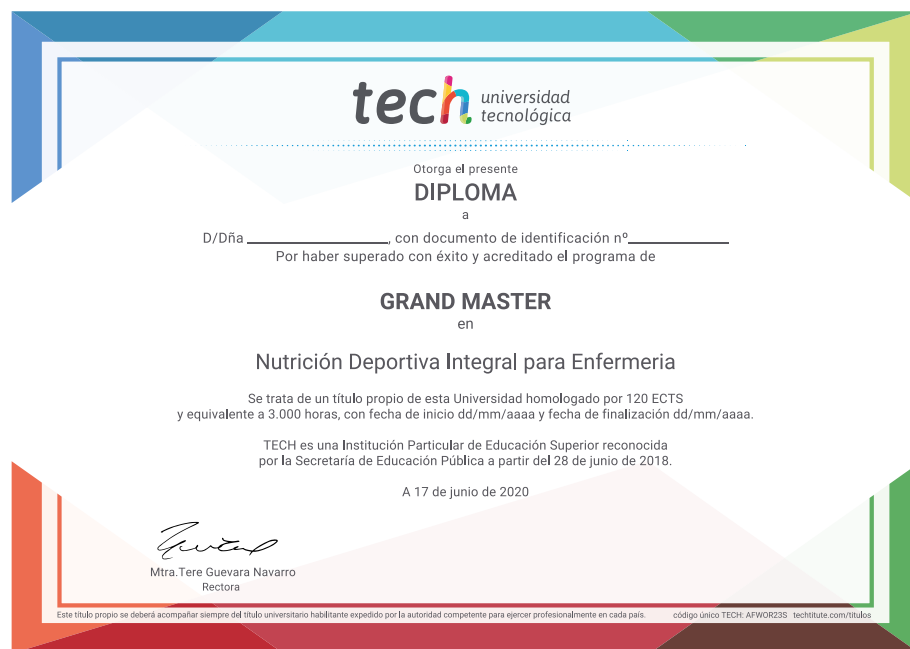 tech universidad
tecnológica
Otorga el presente
DIPLOMA
a
D/Dña ____________________, con documento de identificación nº______________
Por haber superado con éxito y acreditado el programa de
GRAND MASTER
en
Nutrición Deportiva Integral para Enfermeria
Se trata de un título propio de esta Universidad homologado por 120 ECTS
y equivalente a 3.000 horas, con fecha de inicio dd/mm/aaaa y fecha de finalización dd/mm/aaaa.
TECH es una Institución Particular de Educación Superior reconocida
por la Secretaría de Educación Pública a partir del 28 de junio de 2018.
A 17 de junio de 2020
Mtra.Tere Guevara Navarro
Rectora
Este título propio se deberá acompañar siempre del título universitario habilitante expedido por la autoridad competente para ejercer profesionalmente en cada país. código único TECH: AFWOR23S techtitute.com/titulos